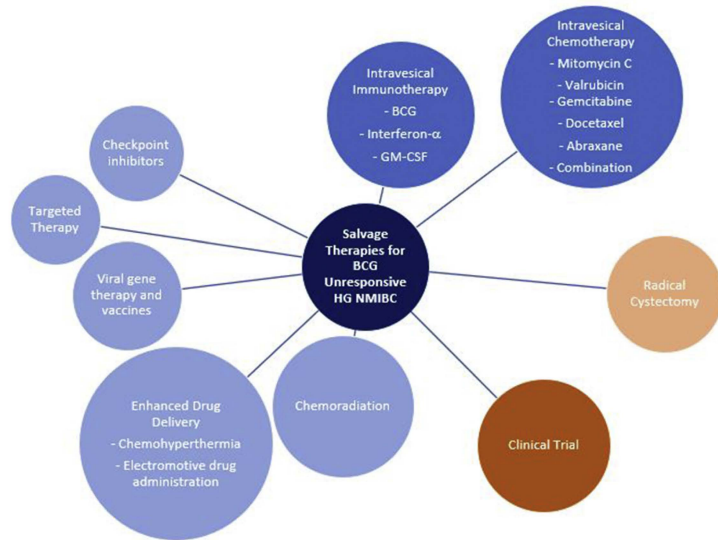 Intravesical
Chemotherapy
- Mitomycin C
- Valrubicin
- Gemcitabine
- Docetaxel
- Abraxane
- Combination
Intravesical
Immunotherapy
- BCG
- Interferon-α
- GM-CSF
Checkpoint
inhibitors
Targeted
Therapy
Viral gene
therapy and
vaccines
Salvage
Therapies for
BCG
Unresponsive
HG NMIBC
Radical
Cystectomy
Enhanced Drug
Delivery
- Chemohyperthermia
- Electromotive drug
administration
Chemoradiation
Clinical Trial